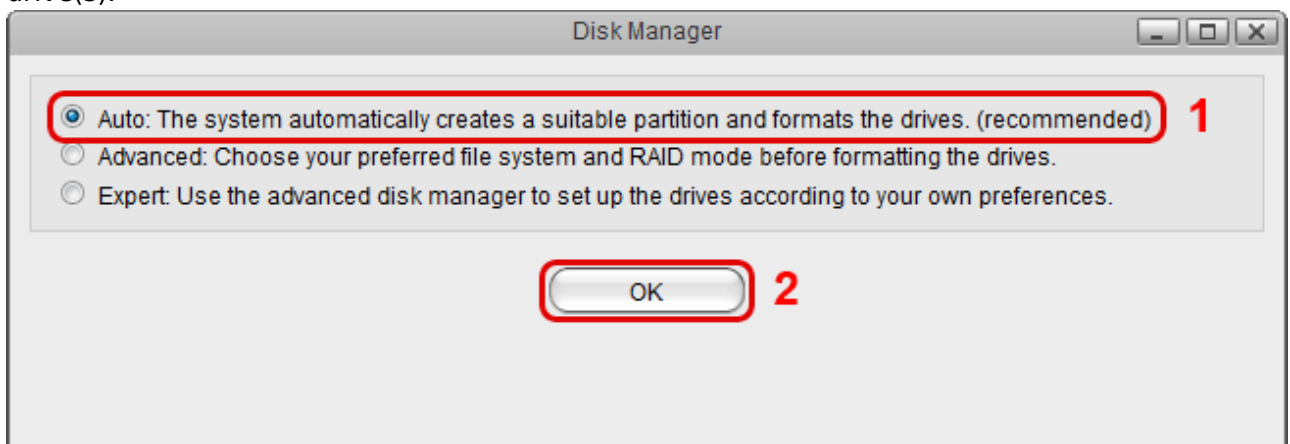 drive(s).
Disk Manager
Auto: The system automatically creates a suitable partition and formats the drives. (recommended) 1
Advanced: Choose your preferred file system and RAID mode before formatting the drives.
Expert: Use the advanced disk manager to set up the drives according to your own preferences.
OK 2